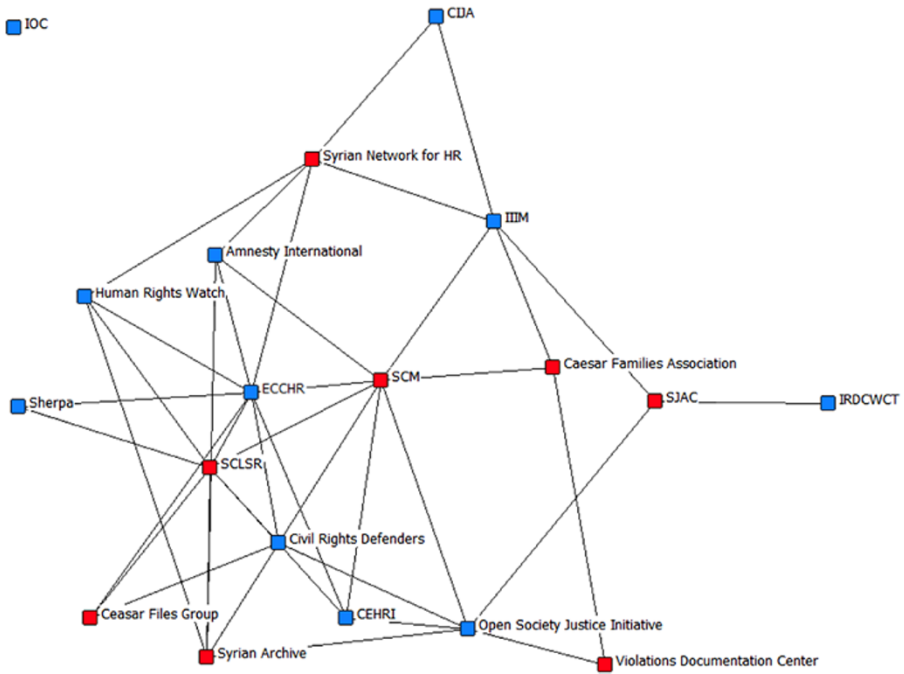 CIJA
IOC
Syrian Network for HR
IIIM
Amnesty International
Human Rights Watch
Caesar Families Association
SCM
ECCHR
SJAC
IRDCWCT
Sherpa
SCLSR
Civil Rights Defenders
Ceasar Files Group
CEHRI
Open Society Justice Initiative
Syrian Archive
Violations Documentation Center